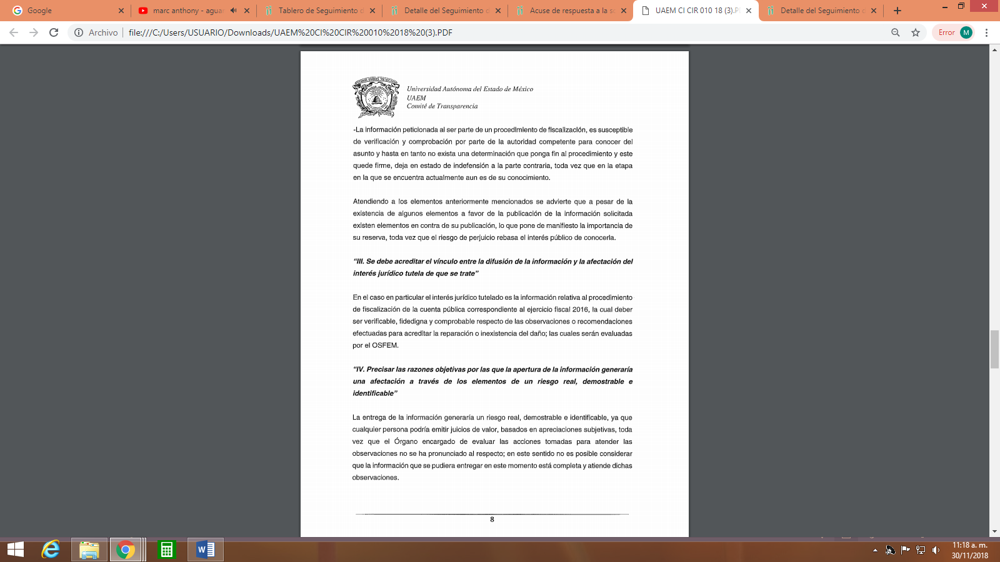 Google
marc anthony - aguan
Tablero de Seguimiento d
Detalle del Seguimiento d
Acuse de respuesta a la so
UAEM CI CIR 010 18 (3).P
Detalle del Seguimiento d
Archivo
file:///C:/Users/USUARIO/Downloads/UAEM%20CI%20CIR%20010%2018%20(3).PDF
Error
M
Universidad Autónoma del Estado de México
UAEM
Comité de Transparencia
-La información peticionada al ser parte de un procedimiento de fiscalización, es susceptible
de verificación y comprobación por parte de la autoridad competente para conocer del
asunto y hasta en tanto no exista una determinación que ponga fin al procedimiento y este
quede firme, deja en estado de indefensión a la parte contraria, toda vez que en la etapa
en la que se encuentra actualmente aun es de su conocimiento.
Atendiendo a los elementos anteriormente mencionados se advierte que a pesar de la
existencia de algunos elementos a favor de la publicación de la información solicitada
existen elementos en contra de su publicación, lo que pone de manifiesto la importancia de
su reserva, toda vez que el riesgo de perjuicio rebasa el interés público de conocerla.
“III. Se debe acreditar el vínculo entre la difusión de la información y la afectación del
interés jurídico tutela de que se trate”
En el caso en particular el interés jurídico tutelado es la información relativa al procedimiento
de fiscalización de la cuenta pública correspondiente al ejercicio fiscal 2016, la cual deber
ser verificable, fidedigna y comprobable respecto de las observaciones o recomendaciones
efectuadas para acreditar la reparación o inexistencia del daño; las cuales serán evaluadas
por el OSFEM.
“IV. Precisar las razones objetivas por las que la apertura de la información generaría
una afectación a través de los elementos de un riesgo real, demostrable e
identificable”
La entrega de la información generaría un riesgo real, demostrable e identificable, ya que
cualquier persona podría emitir juicios de valor, basados en apreciaciones subjetivas, toda
vez que el Órgano encargado de evaluar las acciones tomadas para atender las
observaciones no se ha pronunciado al respecto; en este sentido no es posible considerar
que la información que se pudiera entregar en este momento está completa y atiende dichas
observaciones.
8
11:18 a. m.
30/11/2018